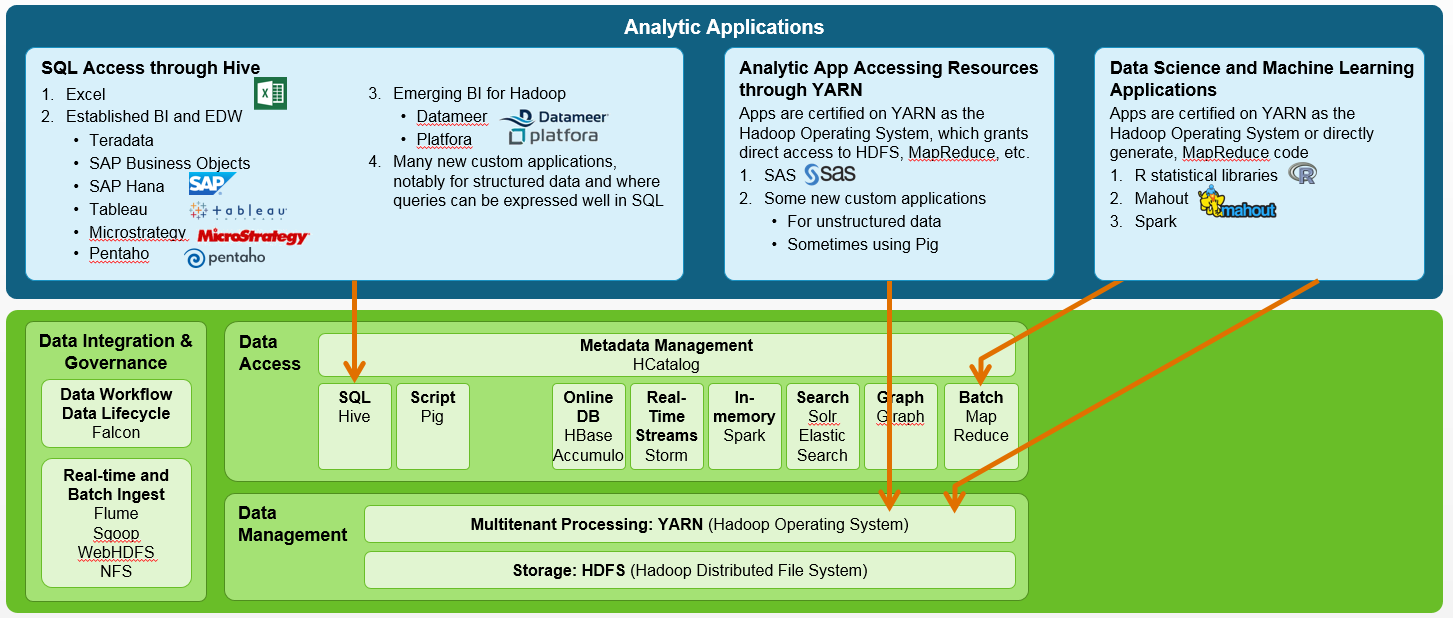 Analytic Applications
SQL Access through Hive
1. Excel
2. Established BI and EDW
• Teradata
• SAP Business Objects
• SAP Hana
SAP
• Tableau
+ableau
• Microstrategy
MicroStrategy
• Pentaho
pentaho
3. Emerging BI for Hadoop
• Datameer
Datameer
• Platfora
platfora
4. Many new custom applications,
notably for structured data and where
queries can be expressed well in SQL
Analytic App Accessing Resources
through YARN
Apps are certified on YARN as the
Hadoop Operating System, which grants
direct access to HDFS, MapReduce, etc.
1. SAS
sas
2. Some new custom applications
• For unstructured data
• Sometimes using Pig
Data Science and Machine Learning
Applications
Apps are certified on YARN as the
Hadoop Operating System or directly
generate, MapReduce code
1. R statistical libraries
R
2. Mahout
mahout
3. Spark
Data Integration &
Governance
Data Workflow
Data Lifecycle
Falcon
Real-time and
Batch Ingest
Flume
Sqoop
WebHDFS
NFS
Data
Access
Metadata Management
HCatalog
SQL
Hive
Script
Pig
Online
DB
HBase
Accumulo
Real-
Time
Streams
Storm
In-
memory
Spark
Search
Solr
Elastic
Search
Graph
Giraph
Batch
Map
Reduce
Data
Management
Multitenant Processing: YARN (Hadoop Operating System)
Storage: HDFS (Hadoop Distributed File System)